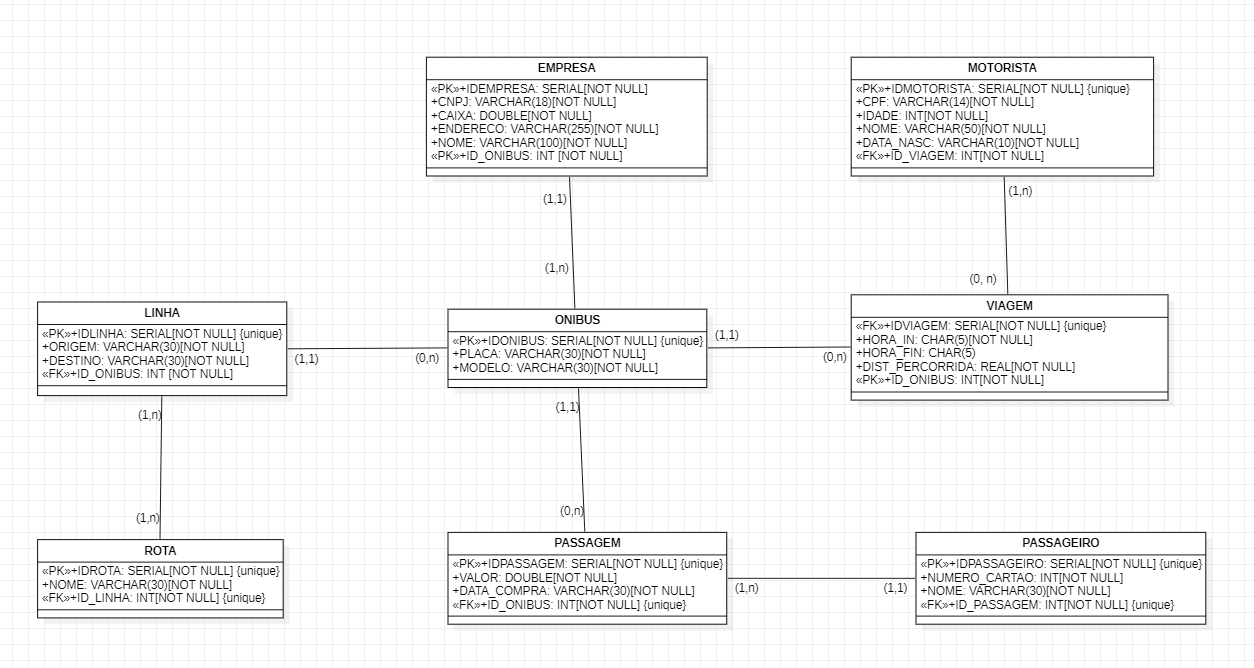 EMPRESA
«PK»+IDEMPRESA: SERIAL[NOT NULL]
+CNPJ: VARCHAR(18)[NOT NULL]
+CAIXA: DOUBLE[NOT NULL]
+ENDERECO: VARCHAR(255)[NOT NULL]
+NOME: VARCHAR(100)[NOT NULL]
«PK»+ID_ONIBUS: INT [NOT NULL]
MOTORISTA
«PK»+IDMOTORISTA: SERIAL[NOT NULL] {unique}
+CPF: VARCHAR(14)[NOT NULL]
+IDADE: INT[NOT NULL]
+NOME: VARCHAR(50)[NOT NULL]
+DATA_NASC: VARCHAR(10)[NOT NULL]
«FK»+ID_VIAGEM: INT[NOT NULL]
(1,1)
(1,n)
(1,n)
(0, n)
LINHA
«PK»+IDLINHA: SERIAL[NOT NULL] {unique}
+ORIGEM: VARCHAR(30)[NOT NULL]
+DESTINO: VARCHAR(30)[NOT NULL]
«FK»+ID_ONIBUS: INT [NOT NULL]
(1,1)
(0,n)
ONIBUS
«PK»+IDONIBUS: SERIAL[NOT NULL] {unique}
+PLACA: VARCHAR(30)[NOT NULL]
+MODELO: VARCHAR(30)[NOT NULL]
(1,1)
(0,n)
VIAGEM
«FK»+IDVIAGEM: SERIAL[NOT NULL] {unique}
+HORA_IN: CHAR(5)[NOT NULL]
+HORA_FIN: CHAR(5)
+DIST_PERCORRIDA: REAL[NOT NULL]
«PK»+ID_ONIBUS: INT[NOT NULL]
(1,n)
(1,n)
(1,1)
(0,n)
ROTA
«PK»+IDROTA: SERIAL[NOT NULL] {unique}
+NOME: VARCHAR(30)[NOT NULL]
«FK»+ID_LINHA: INT[NOT NULL] {unique}
PASSAGEM
«PK»+IDPASSAGEM: SERIAL[NOT NULL] {unique}
+VALOR: DOUBLE[NOT NULL]
+DATA_COMPRA: VARCHAR(30)[NOT NULL]
«FK»+ID_ONIBUS: INT[NOT NULL] {unique}
(1,n)
(1,1)
PASSAGEIRO
«PK»+IDPASSAGEIRO: SERIAL[NOT NULL] {unique}
+NUMERO_CARTAO: INT[NOT NULL]
+NOME: VARCHAR(30)[NOT NULL]
«FK»+ID_PASSAGEM: INT[NOT NULL] {unique}